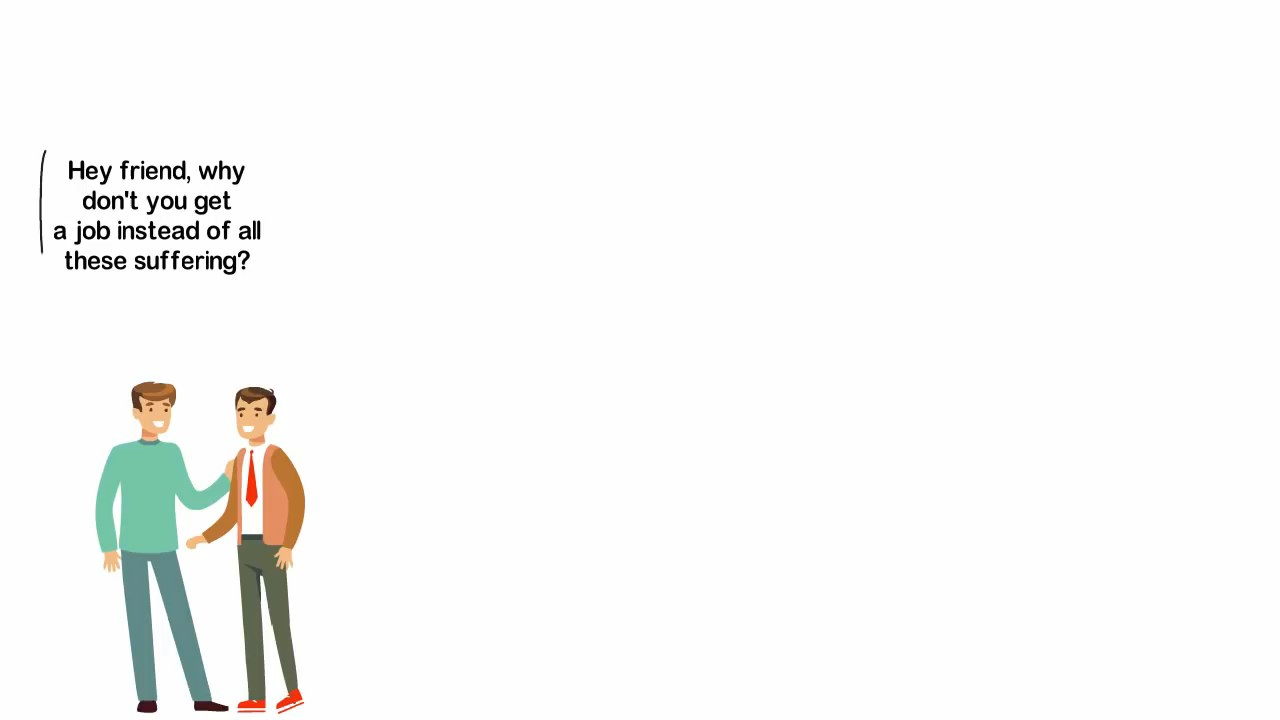 Hey friend, why
don't you get
a job instead of all
these suffering?